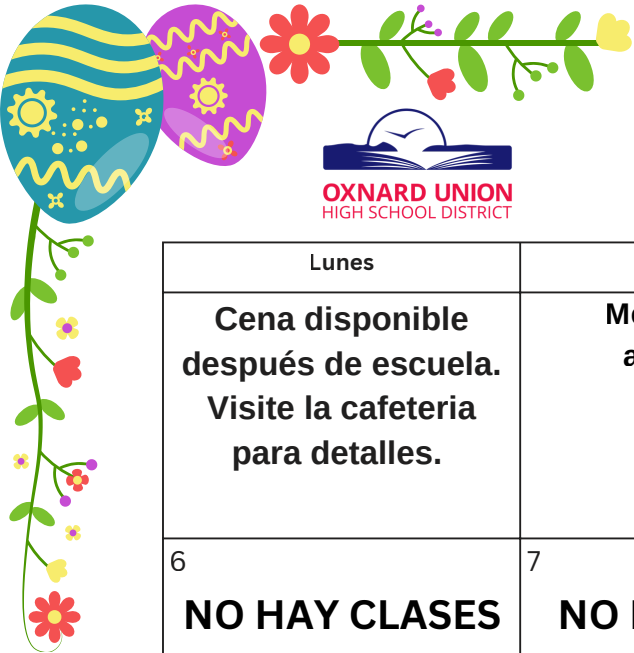 OXNARD UNION
HIGH SCHOOL DISTRICT
Lunes
Cena disponible
después de escuela.
Visite la cafeteria
para detalles.
6
7
NO HAY CLASES
NO